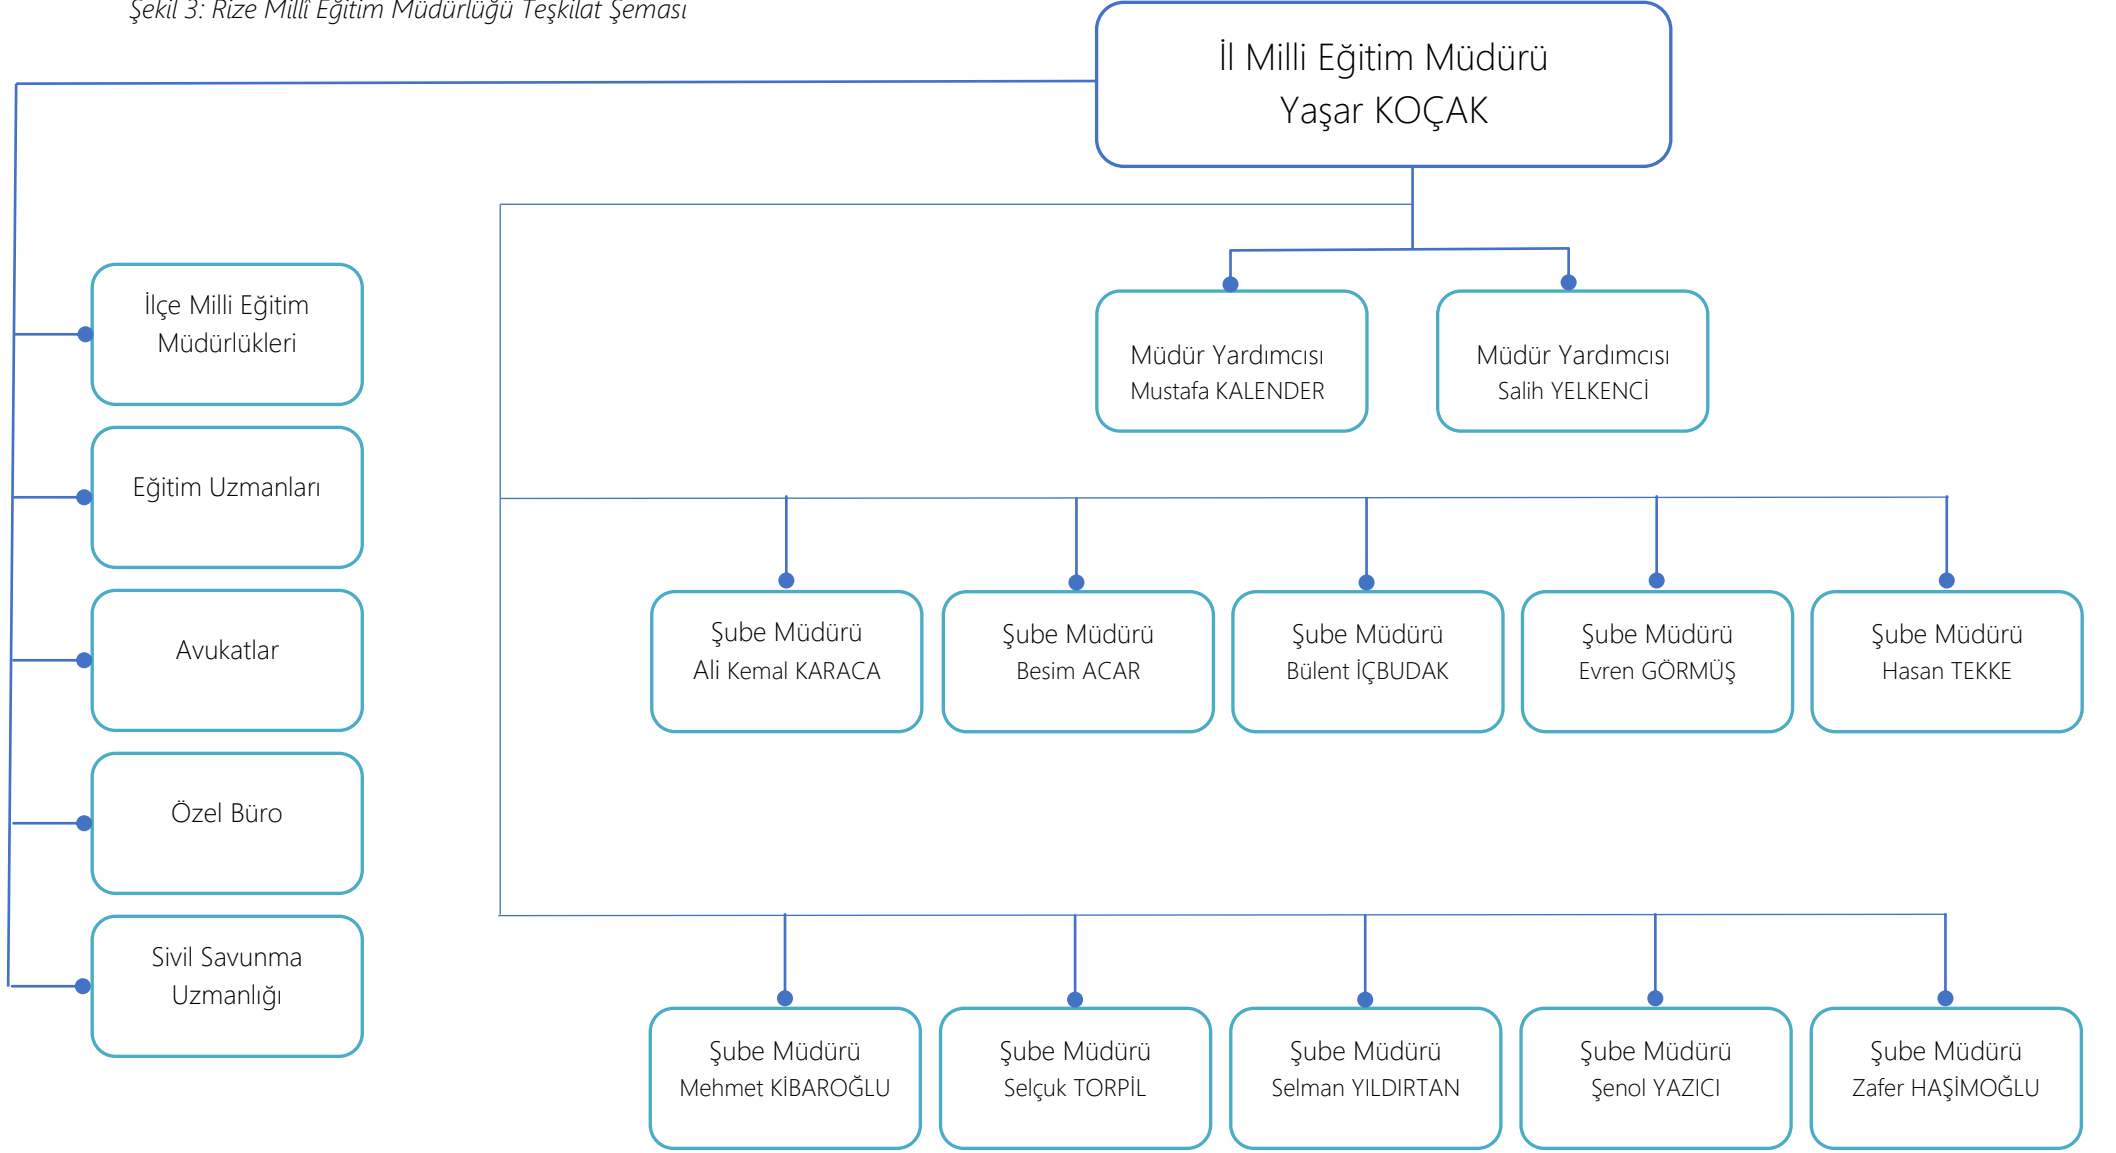 Şekil 3: Rize Millî Eğitim Müdürlüğü Teşkilat Şeması
İl Milli Eğitim Müdürü
Yaşar KOÇAK
İlçe Milli Eğitim
Müdürlükleri
Eğitim Uzmanları
Avukatlar
Özel Büro
Sivil Savunma
Uzmanlığı
Müdür Yardımcısı
Mustafa KALENDER
Müdür Yardımcısı
Salih YELKENCİ
Şube Müdürü
Ali Kemal KARACA
Şube Müdürü
Besim ACAR
Şube Müdürü
Bülent İÇBUDAK
Şube Müdürü
Evren GÖRMÜŞ
Şube Müdürü
Hasan TEKKE
Şube Müdürü
Mehmet KİBAROĞLU
Şube Müdürü
Selçuk TORPİL
Şube Müdürü
Selman YILDIRTAN
Şube Müdürü
Şenol YAZICI
Şube Müdürü
Zafer HAŞİMOĞLU